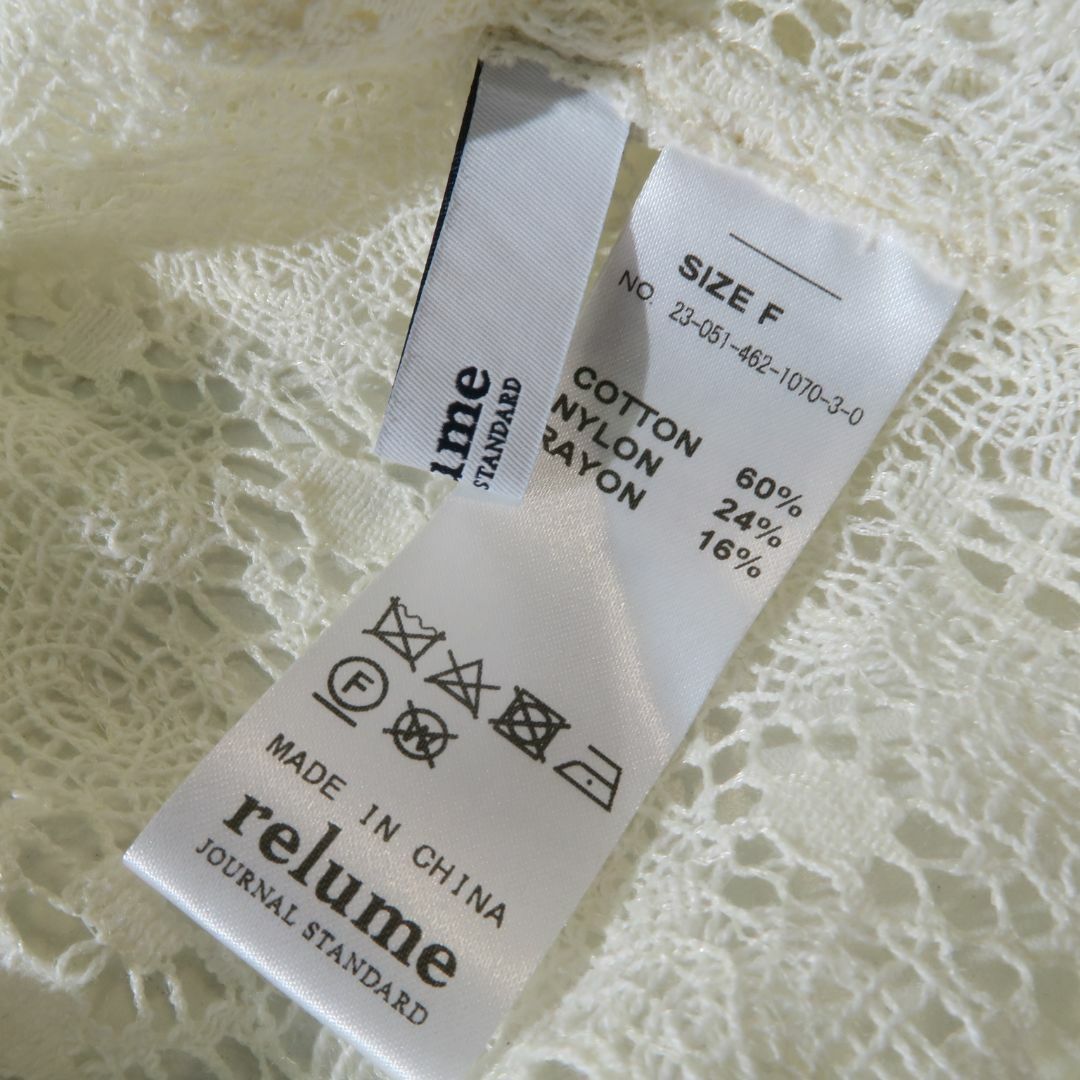 ume
STANDARD
SIZE F
NO. 23-051-462-1070-3-0
COTTON 60%
NYLON 24%
RAYON 16%
F
W
MADE IN CHINA
relume
JOURNAL STANDARD